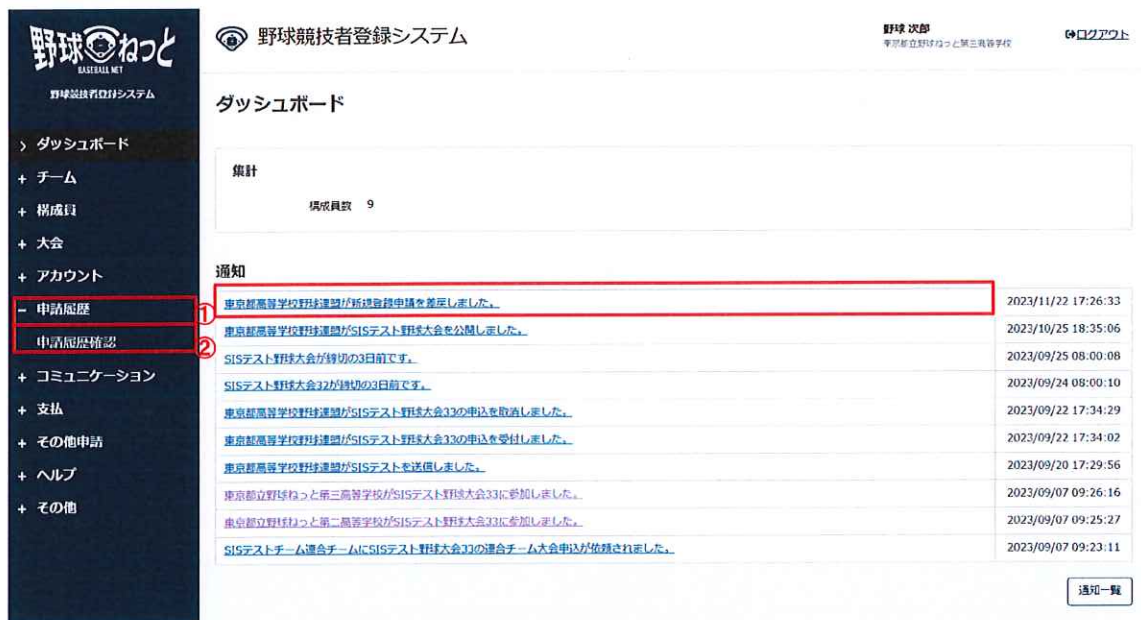 野球ねっと
BASEBALL NET
野球競技者登録システム
ダッシュボード
チーム
構成員
大会
アカウント
申請履歴
申請履歴確認
コミュニケーション
支払
その他申請
ヘルプ
その他
①
②
野球競技者登録システム
野球 次郎
東京都立野球ねっと第三高等学校
ログアウト
ダッシュボード
集計
構成員数 9
通知
東京都高等学校野球連盟が新規登録申請を差戻しました。 2023/11/22 17:26:33
東京都高等学校野球連盟がSISテスト野球大会を公開しました。 2023/10/25 18:35:06
SISテスト野球大会が締切の3日前です。 2023/09/25 08:00:08
SISテスト野球大会32が締切の3日前です。 2023/09/24 08:00:10
東京都高等学校野球連盟がSISテスト野球大会33の申込を取消しました。 2023/09/22 17:34:29
東京都高等学校野球連盟がSISテスト野球大会33の申込を受付しました。 2023/09/22 17:34:02
東京都高等学校野球連盟がSISテストを送信しました。 2023/09/20 17:29:56
東京都立野球ねっと第三高等学校がSISテスト野球大会33に参加しました。 2023/09/07 09:26:16
東京都立野球ねっと第二高等学校がSISテスト野球大会33に参加しました。 2023/09/07 09:25:27
SISテストチーム連合チームにSISテスト野球大会33の連合チーム大会申込が依頼されました。 2023/09/07 09:23:11
通知一覧